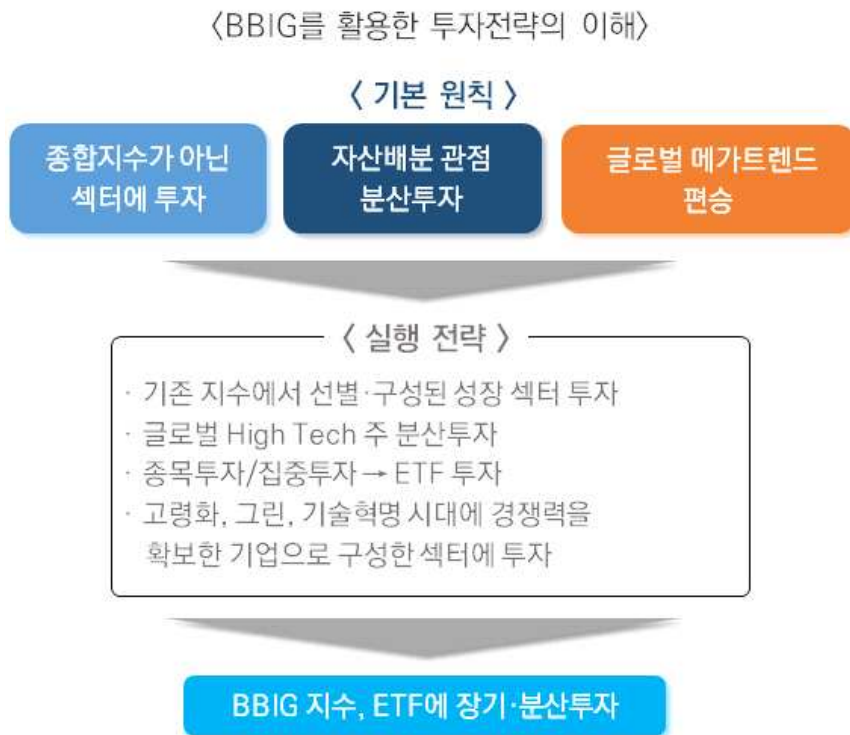 〈BBIG를 활용한 투자전략의 이해〉
〈 기본 원칙 〉
종합지수가 아닌
섹터에 투자
자산배분 관점
분산투자
글로벌 메가트렌드
편승
〈 실행 전략 〉
· 기존 지수에서 선별·구성된 성장 섹터 투자
· 글로벌 High Tech 주 분산투자
· 종목투자/집중투자 → ETF 투자
· 고령화, 그린, 기술혁명 시대에 경쟁력을
확보한 기업으로 구성한 섹터에 투자
BBIG 지수, ETF에 장기·분산투자